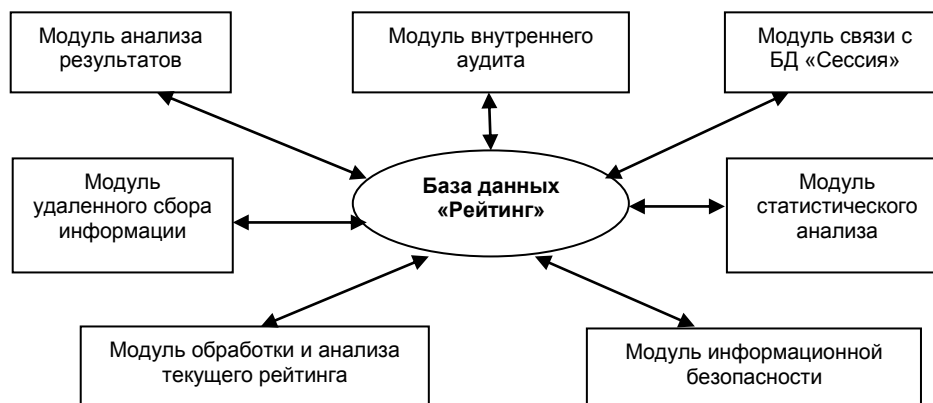 Модуль анализа
результатов
Модуль внутреннего
аудита
Модуль связи с
БД «Сессия»
Модуль
удаленного сбора
информации
База данных
«Рейтинг»
Модуль
статистического
анализа
Модуль обработки и анализа
текущего рейтинга
Модуль информационной
безопасности